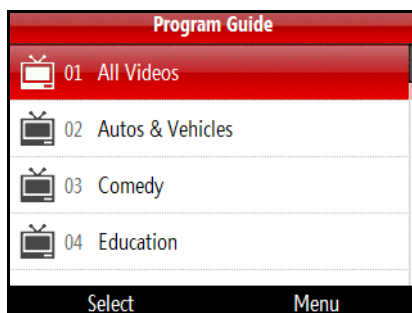 Program Guide
01 All Videos
02 Autos & Vehicles
03 Comedy
04 Education
Select Menu